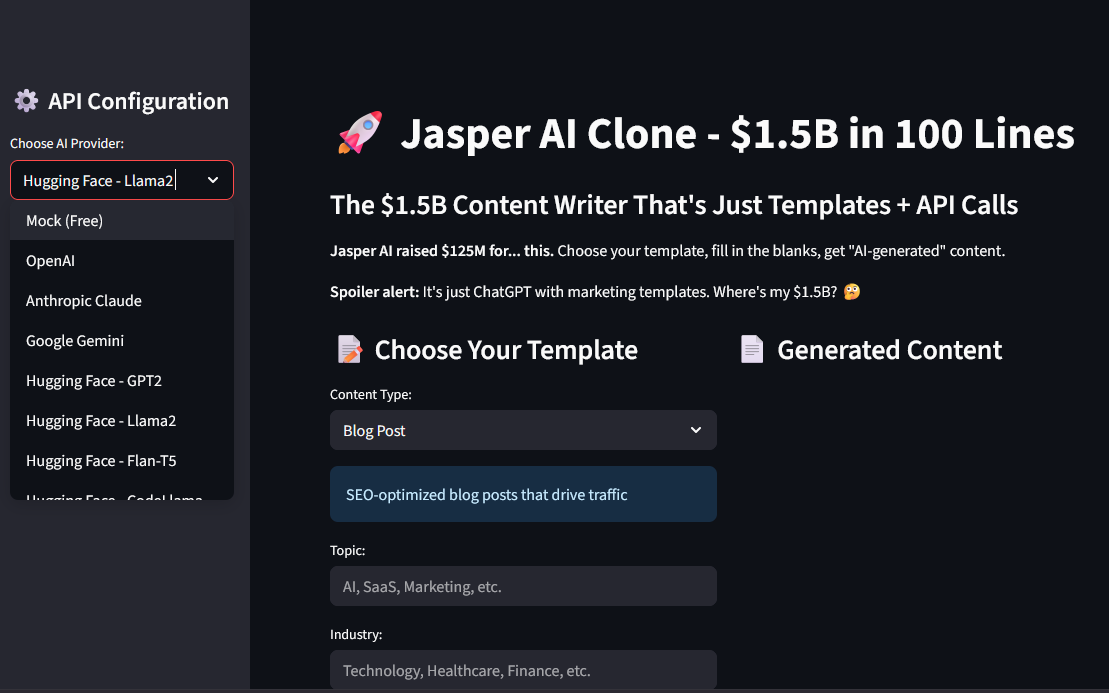 API Configuration
Choose AI Provider:
Hugging Face - Llama2
Mock (Free)
OpenAI
Anthropic Claude
Google Gemini
Hugging Face - GPT2
Hugging Face - Llama2
Hugging Face - Flan-T5
Hugging Face - CodeLlama
Jasper AI Clone - $1.5B in 100 Lines
The $1.5B Content Writer That's Just Templates + API Calls
Jasper AI raised $125M for... this. Choose your template, fill in the blanks, get "AI-generated" content.
Spoiler alert: It's just ChatGPT with marketing templates. Where's my $1.5B? 🤔
Choose Your Template
Content Type:
Blog Post
SEO-optimized blog posts that drive traffic
Topic:
AI, SaaS, Marketing, etc.
Industry:
Technology, Healthcare, Finance, etc.
Generated Content